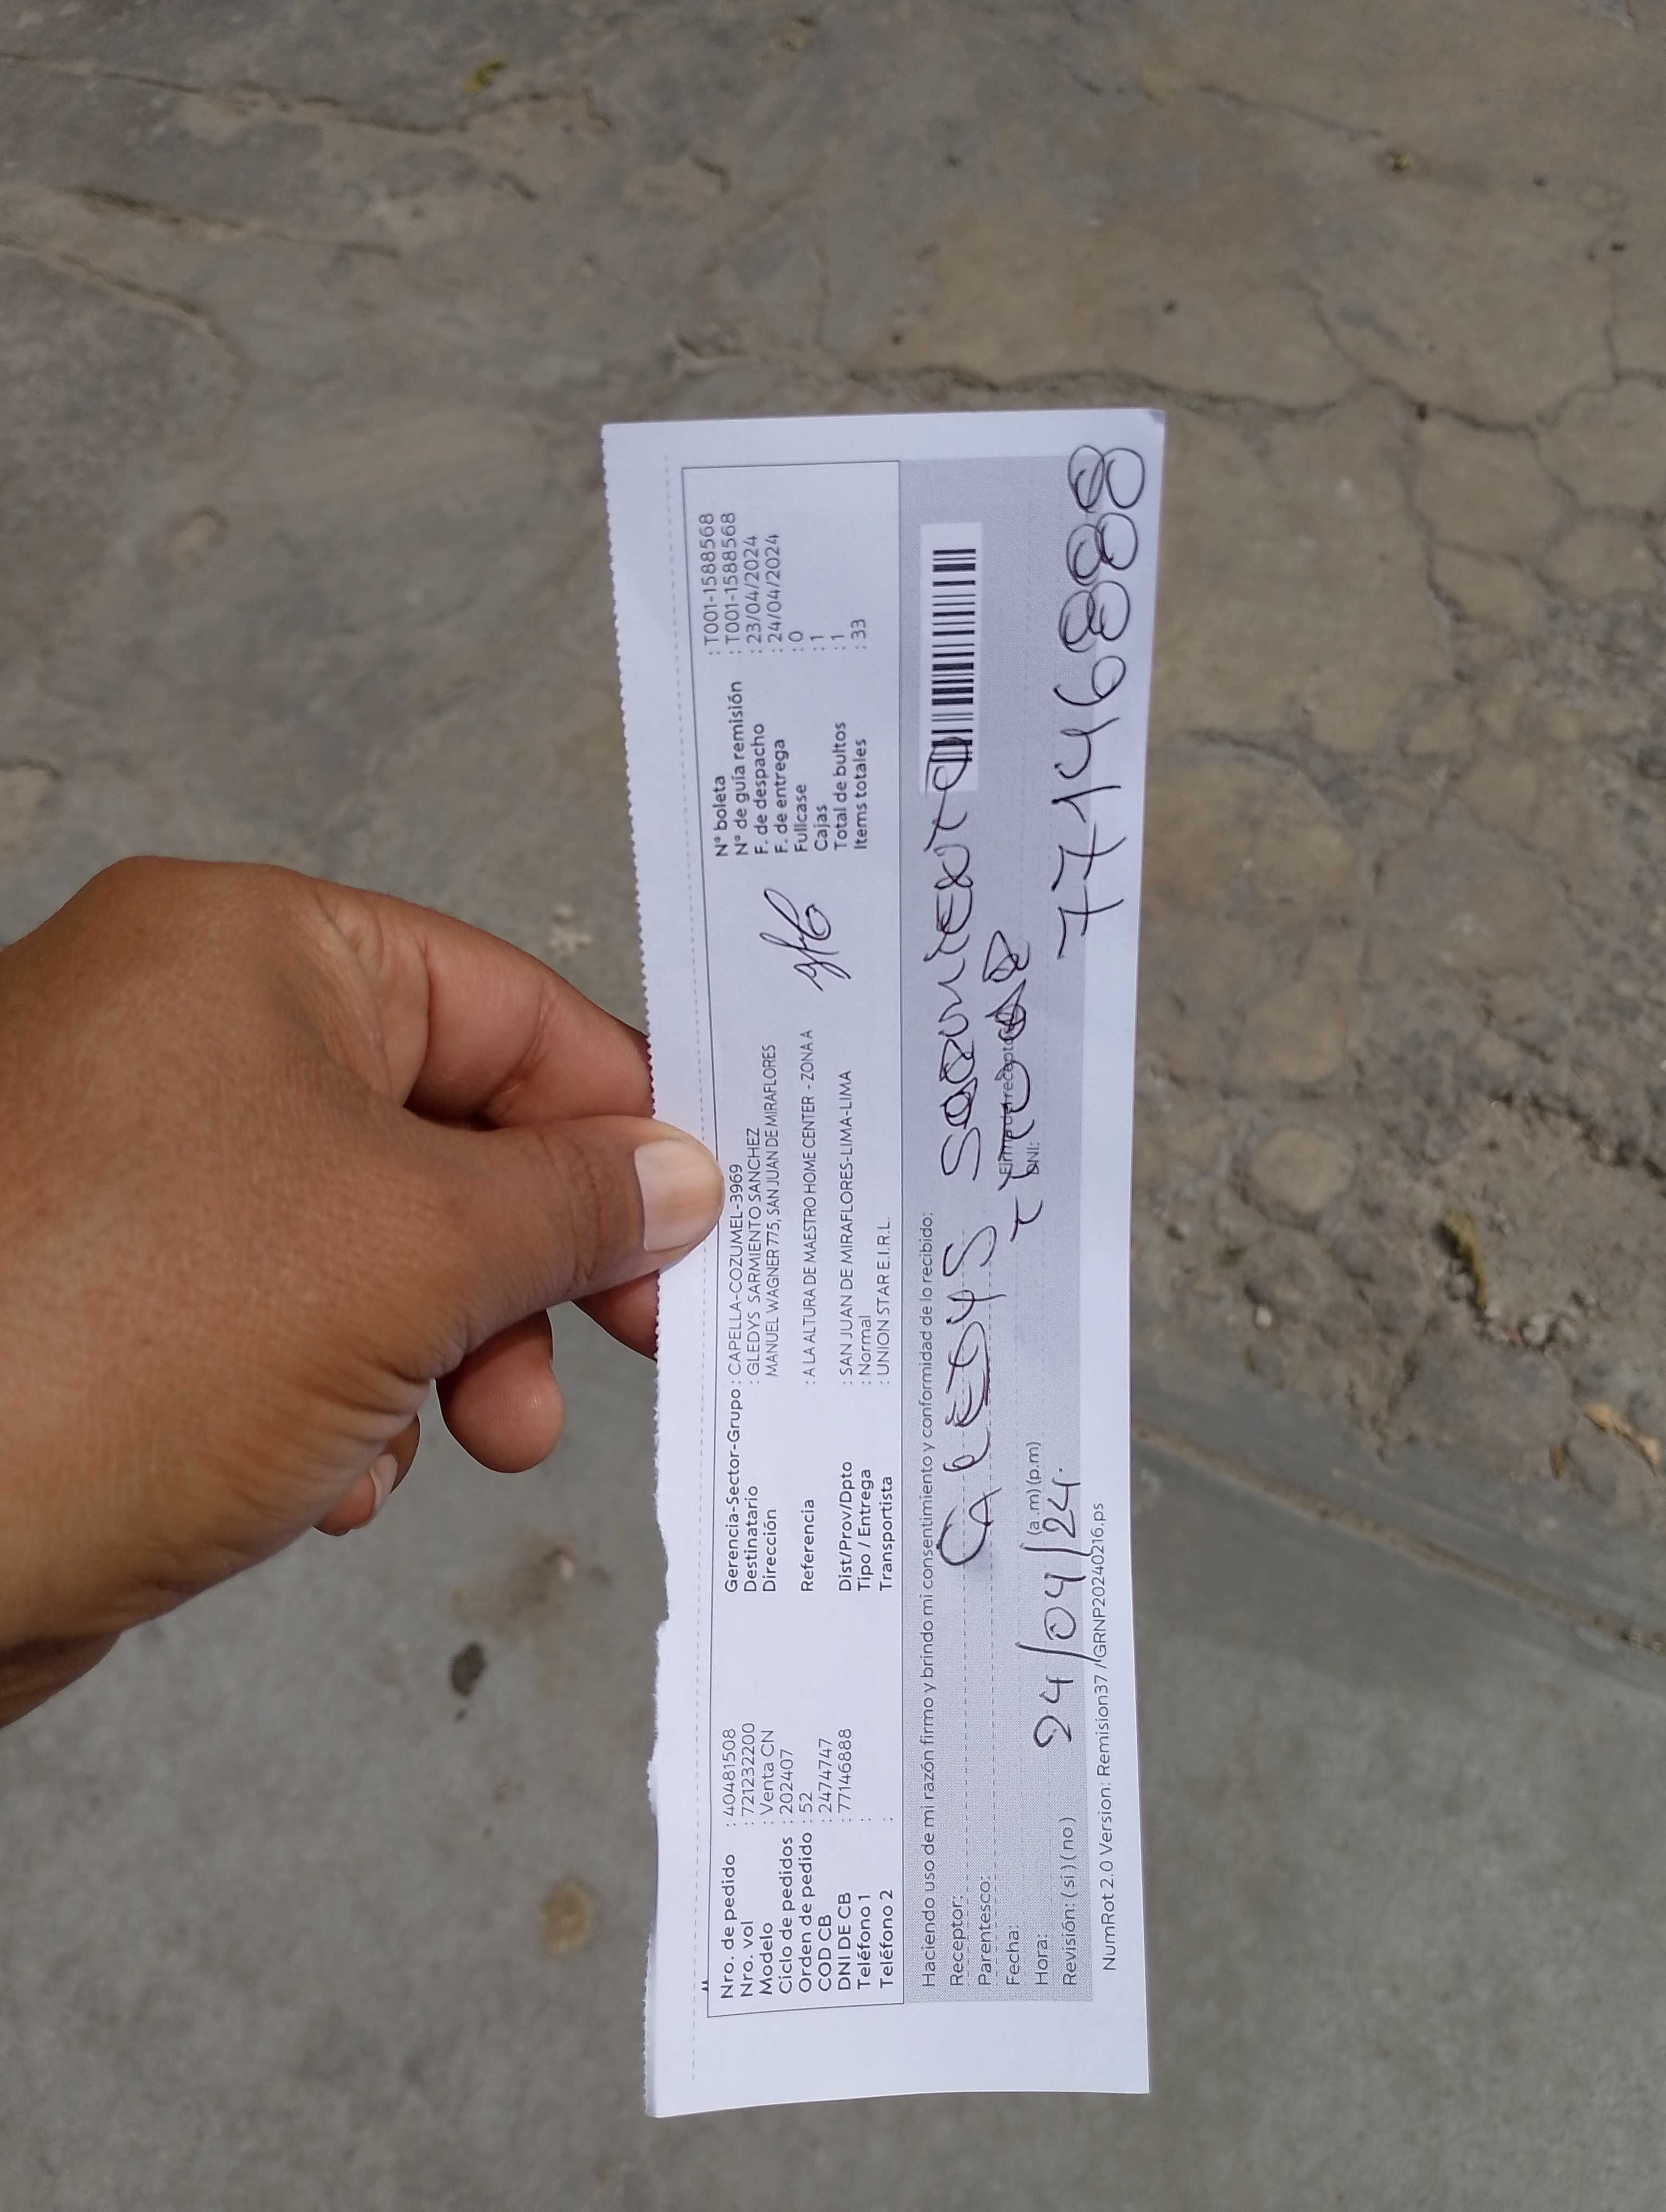 Nro. de pedido : 40481508
Nro. vol : 721232200
Modelo : Venta CN
Ciclo de pedidos : 202407
Orden de pedido : 52
COD CB : 2474747
DNI DE CB : 77146888
Teléfono 1 :
Teléfono 2 :
Gerencia-Sector-Grupo : CAPELLA-COZUMEL-3969
Destinatario : GLEDYS SARMIENTO SANCHEZ
Dirección MANUEL WAGNER 775, SAN JUAN DE MIRAFLORES
Referencia : A LA ALTURA DE MAESTRO HOME CENTER - ZONA A
Dist/Prov/Dpto : SAN JUAN DE MIRAFLORES-LIMA-LIMA
Tipo / Entrega : Normal
Transportista : UNION STAR E.I.R.L.
N° boleta : T001-1588568
N° de guía remisión : T001-1588568
F. de despacho : 23/04/2024
F. de entrega : 24/04/2024
Fullcase : 0
Cajas : 1
Total de bultos : 1
Items totales : 33
Haciendo uso de mi razón firmo y brindo mi consentimiento y conformidad de lo recibido:
Receptor: GLEDYS SARMIENTO
Parentesco: TITULAR
Firma del receptor
Fecha: 24/04/24.
DNI: 77146888
Hora: (a.m) (p.m)
Revisión: ( si ) ( no )
NumRot 2.0 Version: Remision37 / GRNP20240216.ps